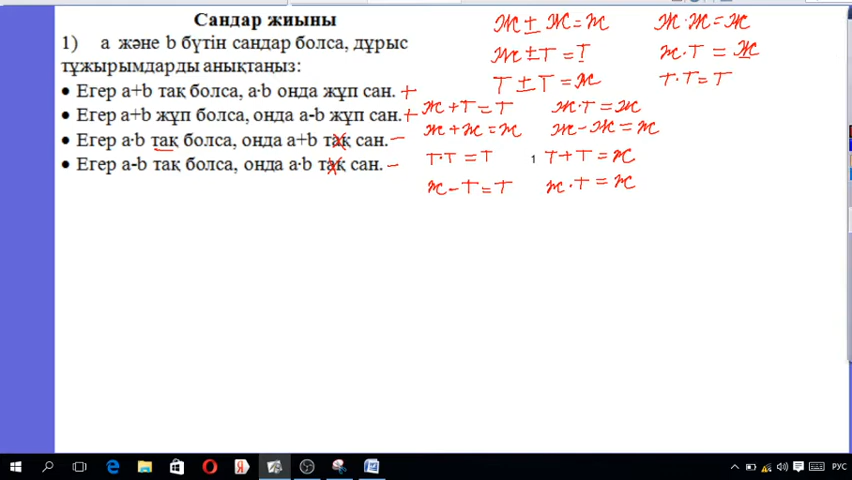 Сандар жиыны
1) a және b бүтін сандар болса, дұрыс
тұжырымдарды анықтаңыз:
• Егер a+b тақ болса, a·b онда жұп сан. +
• Егер a+b жұп болса, онда a-b жұп сан. +
• Егер a·b тақ болса, онда a+b тақ сан. −
• Егер a-b тақ болса, онда a·b тақ сан. −
Ж ± Ж = Ж Ж·Ж = Ж
Ж ± Т = Т Ж·Т = Ж
Т ± Т = Ж Т·Т = Т
Ж + Т = Т Ж·Т = Ж
Ж + Ж = Ж Ж − Ж = Ж
Т·Т = Т Т + Т = Ж
Ж − Т = Т Ж·Т = Ж
РУС